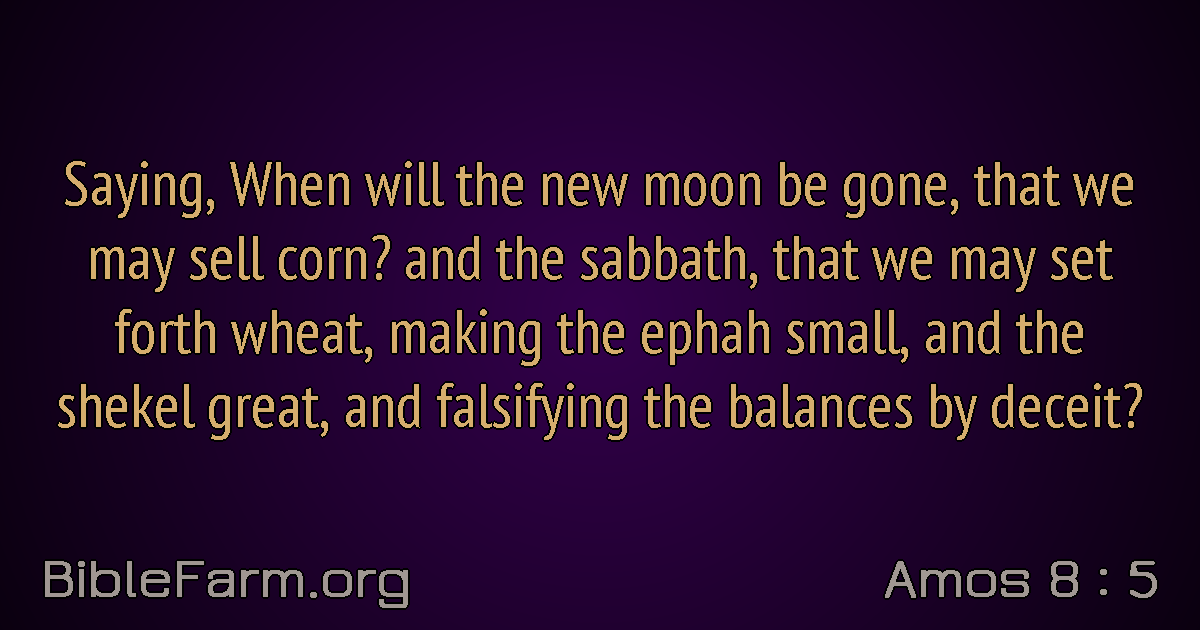 Saying, When will the new moon be gone, that we
may sell corn? and the sabbath, that we may set
forth wheat, making the ephah small, and the
shekel great, and falsifying the balances by deceit?
BibleFarm.org
Amos 8 : 5